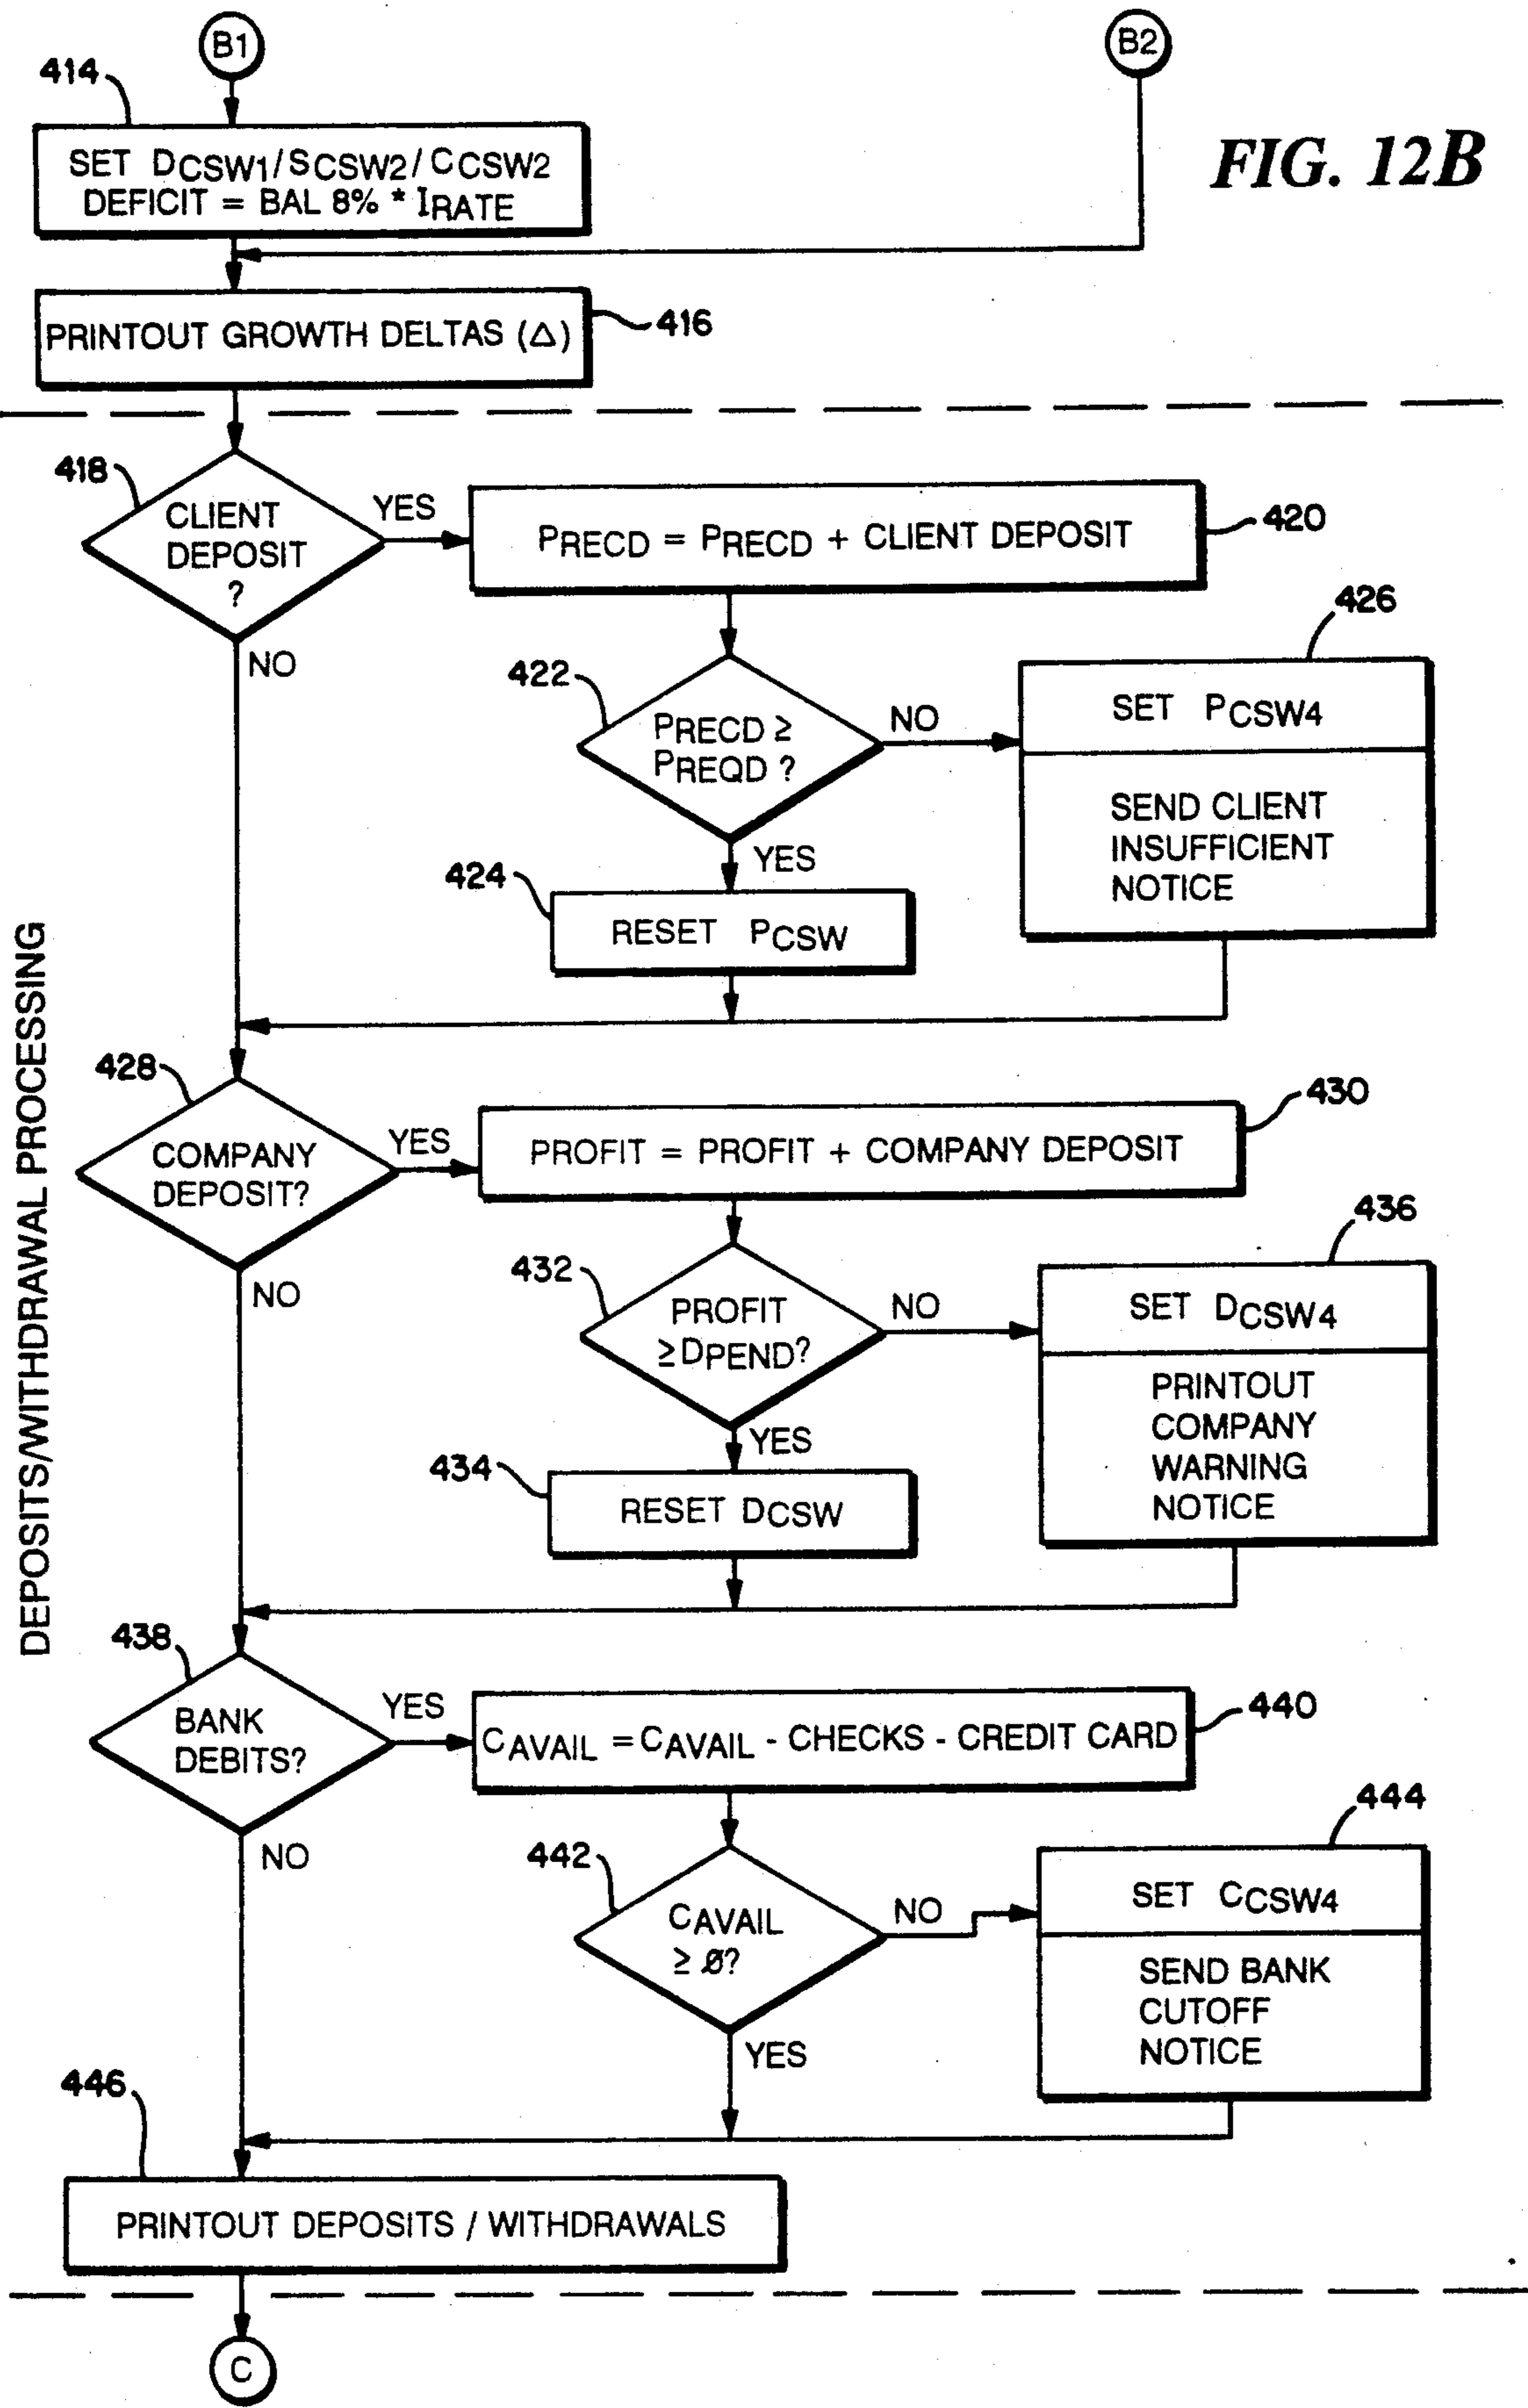 B1
B2
414
FIG. 12B
SET DCSW1/SCSW2/CCSW2
DEFICIT = BAL 8% * IRATE
PRINTOUT GROWTH DELTAS (△)
416
418
CLIENT
DEPOSIT
?
YES
NO
PRECD = PRECD + CLIENT DEPOSIT
420
422
PRECD ≥
PREQD ?
NO
YES
426
SET PCSW4
SEND CLIENT
INSUFFICIENT
NOTICE
424
RESET PCSW
DEPOSITS/WITHDRAWAL PROCESSING
428
COMPANY
DEPOSIT?
YES
NO
PROFIT = PROFIT + COMPANY DEPOSIT
430
432
PROFIT
≥DPEND?
NO
YES
436
SET DCSW4
PRINTOUT
COMPANY
WARNING
NOTICE
434
RESET DCSW
438
BANK
DEBITS?
YES
NO
CAVAIL = CAVAIL - CHECKS - CREDIT CARD
440
442
CAVAIL
≥ Ø?
NO
YES
444
SET CCSW4
SEND BANK
CUTOFF
NOTICE
446
PRINTOUT DEPOSITS / WITHDRAWALS
C